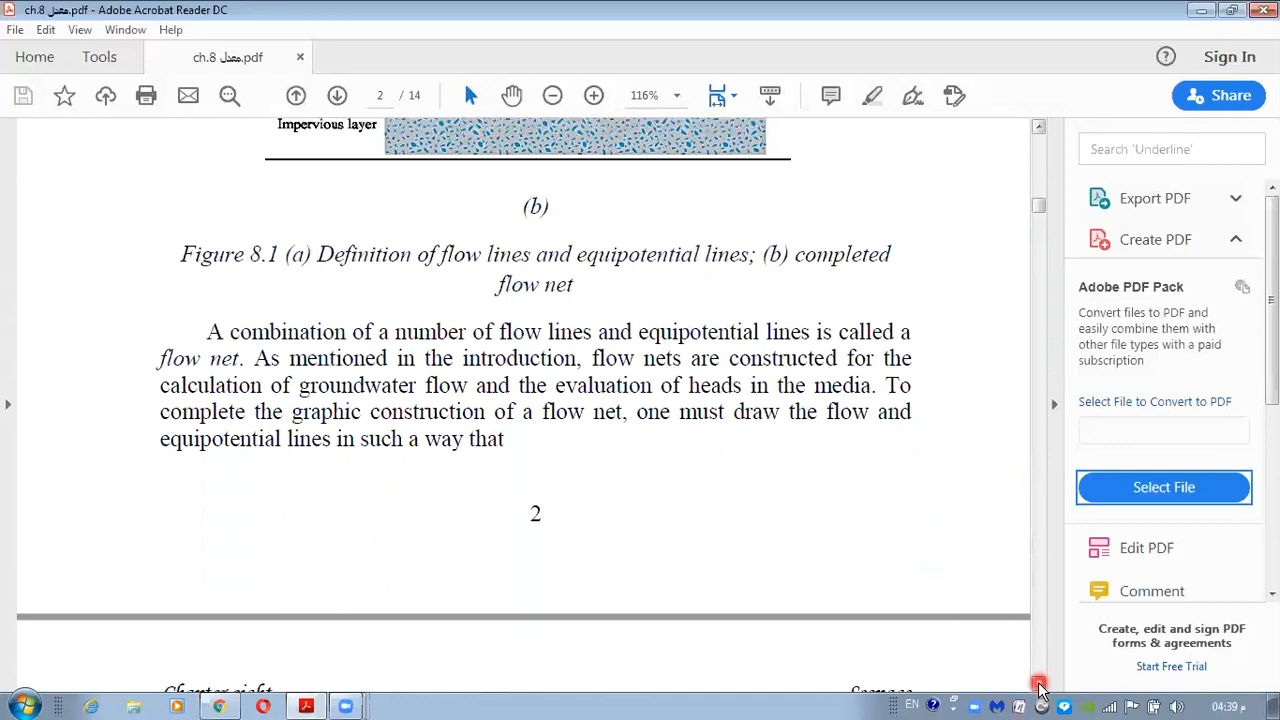 ch.8 معدل.pdf - Adobe Acrobat Reader DC
File Edit View Window Help
Home Tools ch.8 معدل.pdf × Sign In
2 / 14 116% Share
Impervious layer
(b)
Figure 8.1 (a) Definition of flow lines and equipotential lines; (b) completed
flow net
A combination of a number of flow lines and equipotential lines is called a
flow net. As mentioned in the introduction, flow nets are constructed for the
calculation of groundwater flow and the evaluation of heads in the media. To
complete the graphic construction of a flow net, one must draw the flow and
equipotential lines in such a way that
2
Chapter eight Seepage
Search 'Underline'
Export PDF
Create PDF
Adobe PDF Pack
Convert files to PDF and
easily combine them with
other file types with a paid
subscription
Select File to Convert to PDF
Select File
Edit PDF
Comment
Create, edit and sign PDF
forms & agreements
Start Free Trial
EN 04:39 م